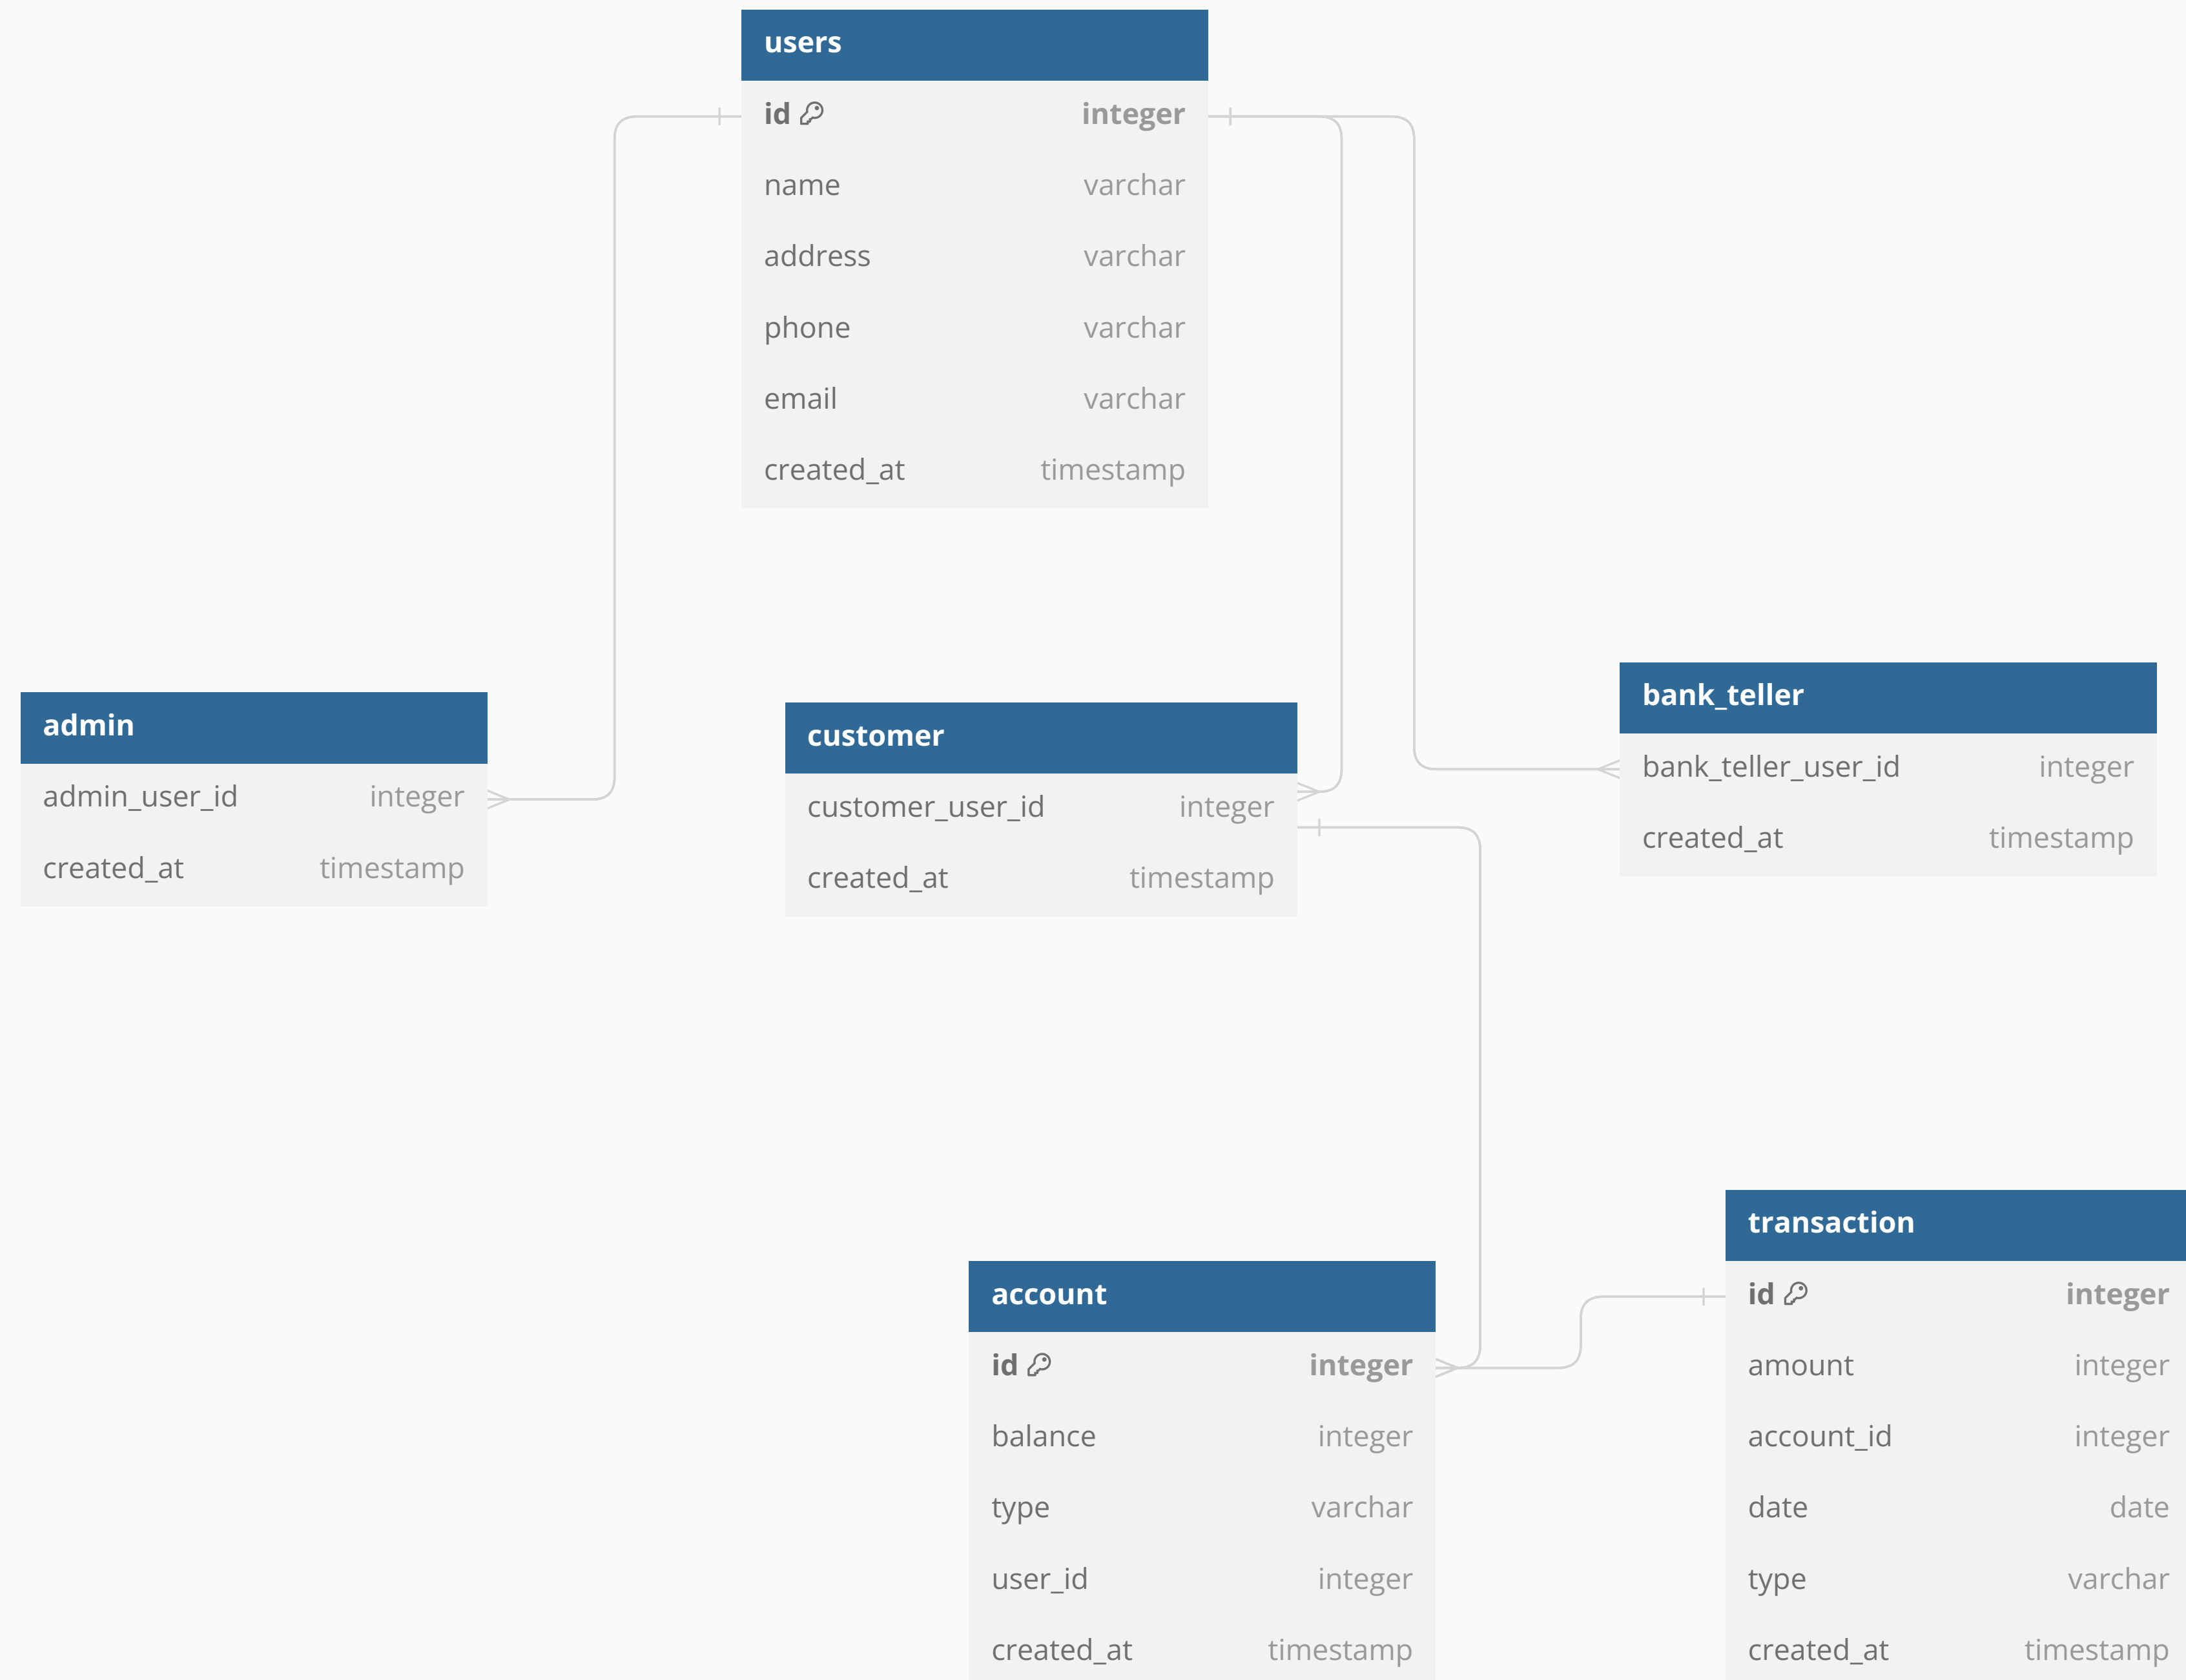 users
id integer
name varchar
address varchar
phone varchar
email varchar
created_at timestamp
admin
admin_user_id integer
created_at timestamp
customer
customer_user_id integer
created_at timestamp
bank_teller
bank_teller_user_id integer
created_at timestamp
account
id integer
balance integer
type varchar
user_id integer
created_at timestamp
transaction
id integer
amount integer
account_id integer
date date
type varchar
created_at timestamp